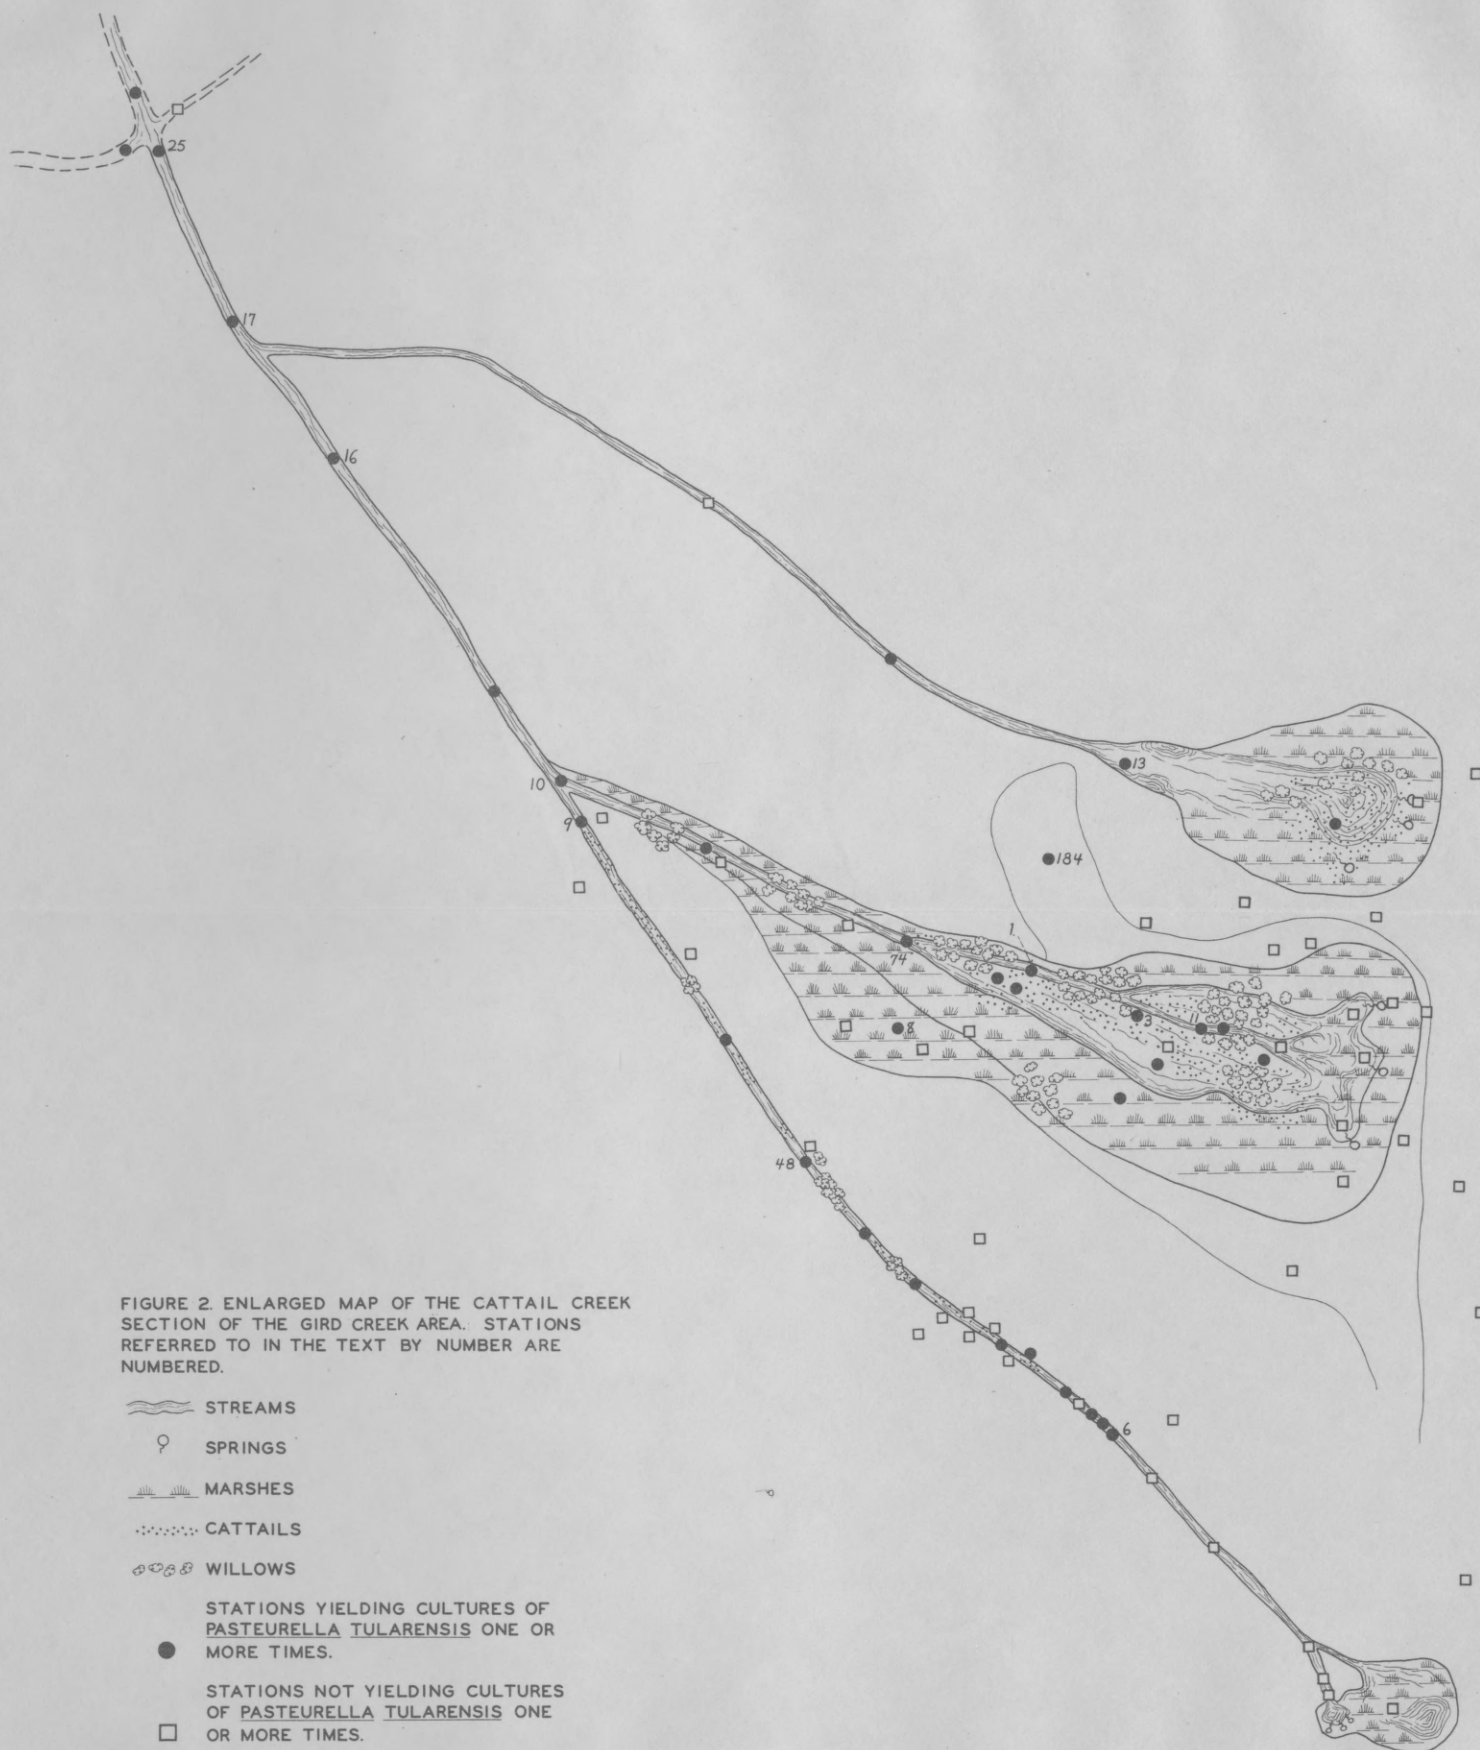 25
17
16
10
9
13
184
1
74
8
3
11
48
6
FIGURE 2. ENLARGED MAP OF THE CATTAIL CREEK
SECTION OF THE GIRD CREEK AREA. STATIONS
REFERRED TO IN THE TEXT BY NUMBER ARE
NUMBERED.
STREAMS
SPRINGS
MARSHES
CATTAILS
WILLOWS
STATIONS YIELDING CULTURES OF
PASTEURELLA TULARENSIS ONE OR
MORE TIMES.
STATIONS NOT YIELDING CULTURES
OF PASTEURELLA TULARENSIS ONE
OR MORE TIMES.